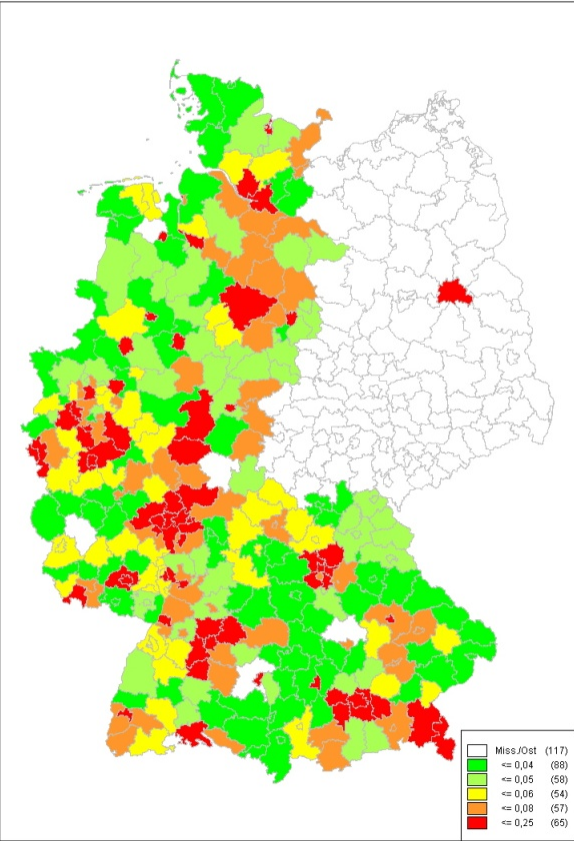 Miss./Ost (117)
<= 0,04 (88)
<= 0,05 (58)
<= 0,06 (54)
<= 0,08 (57)
<= 0,25 (65)